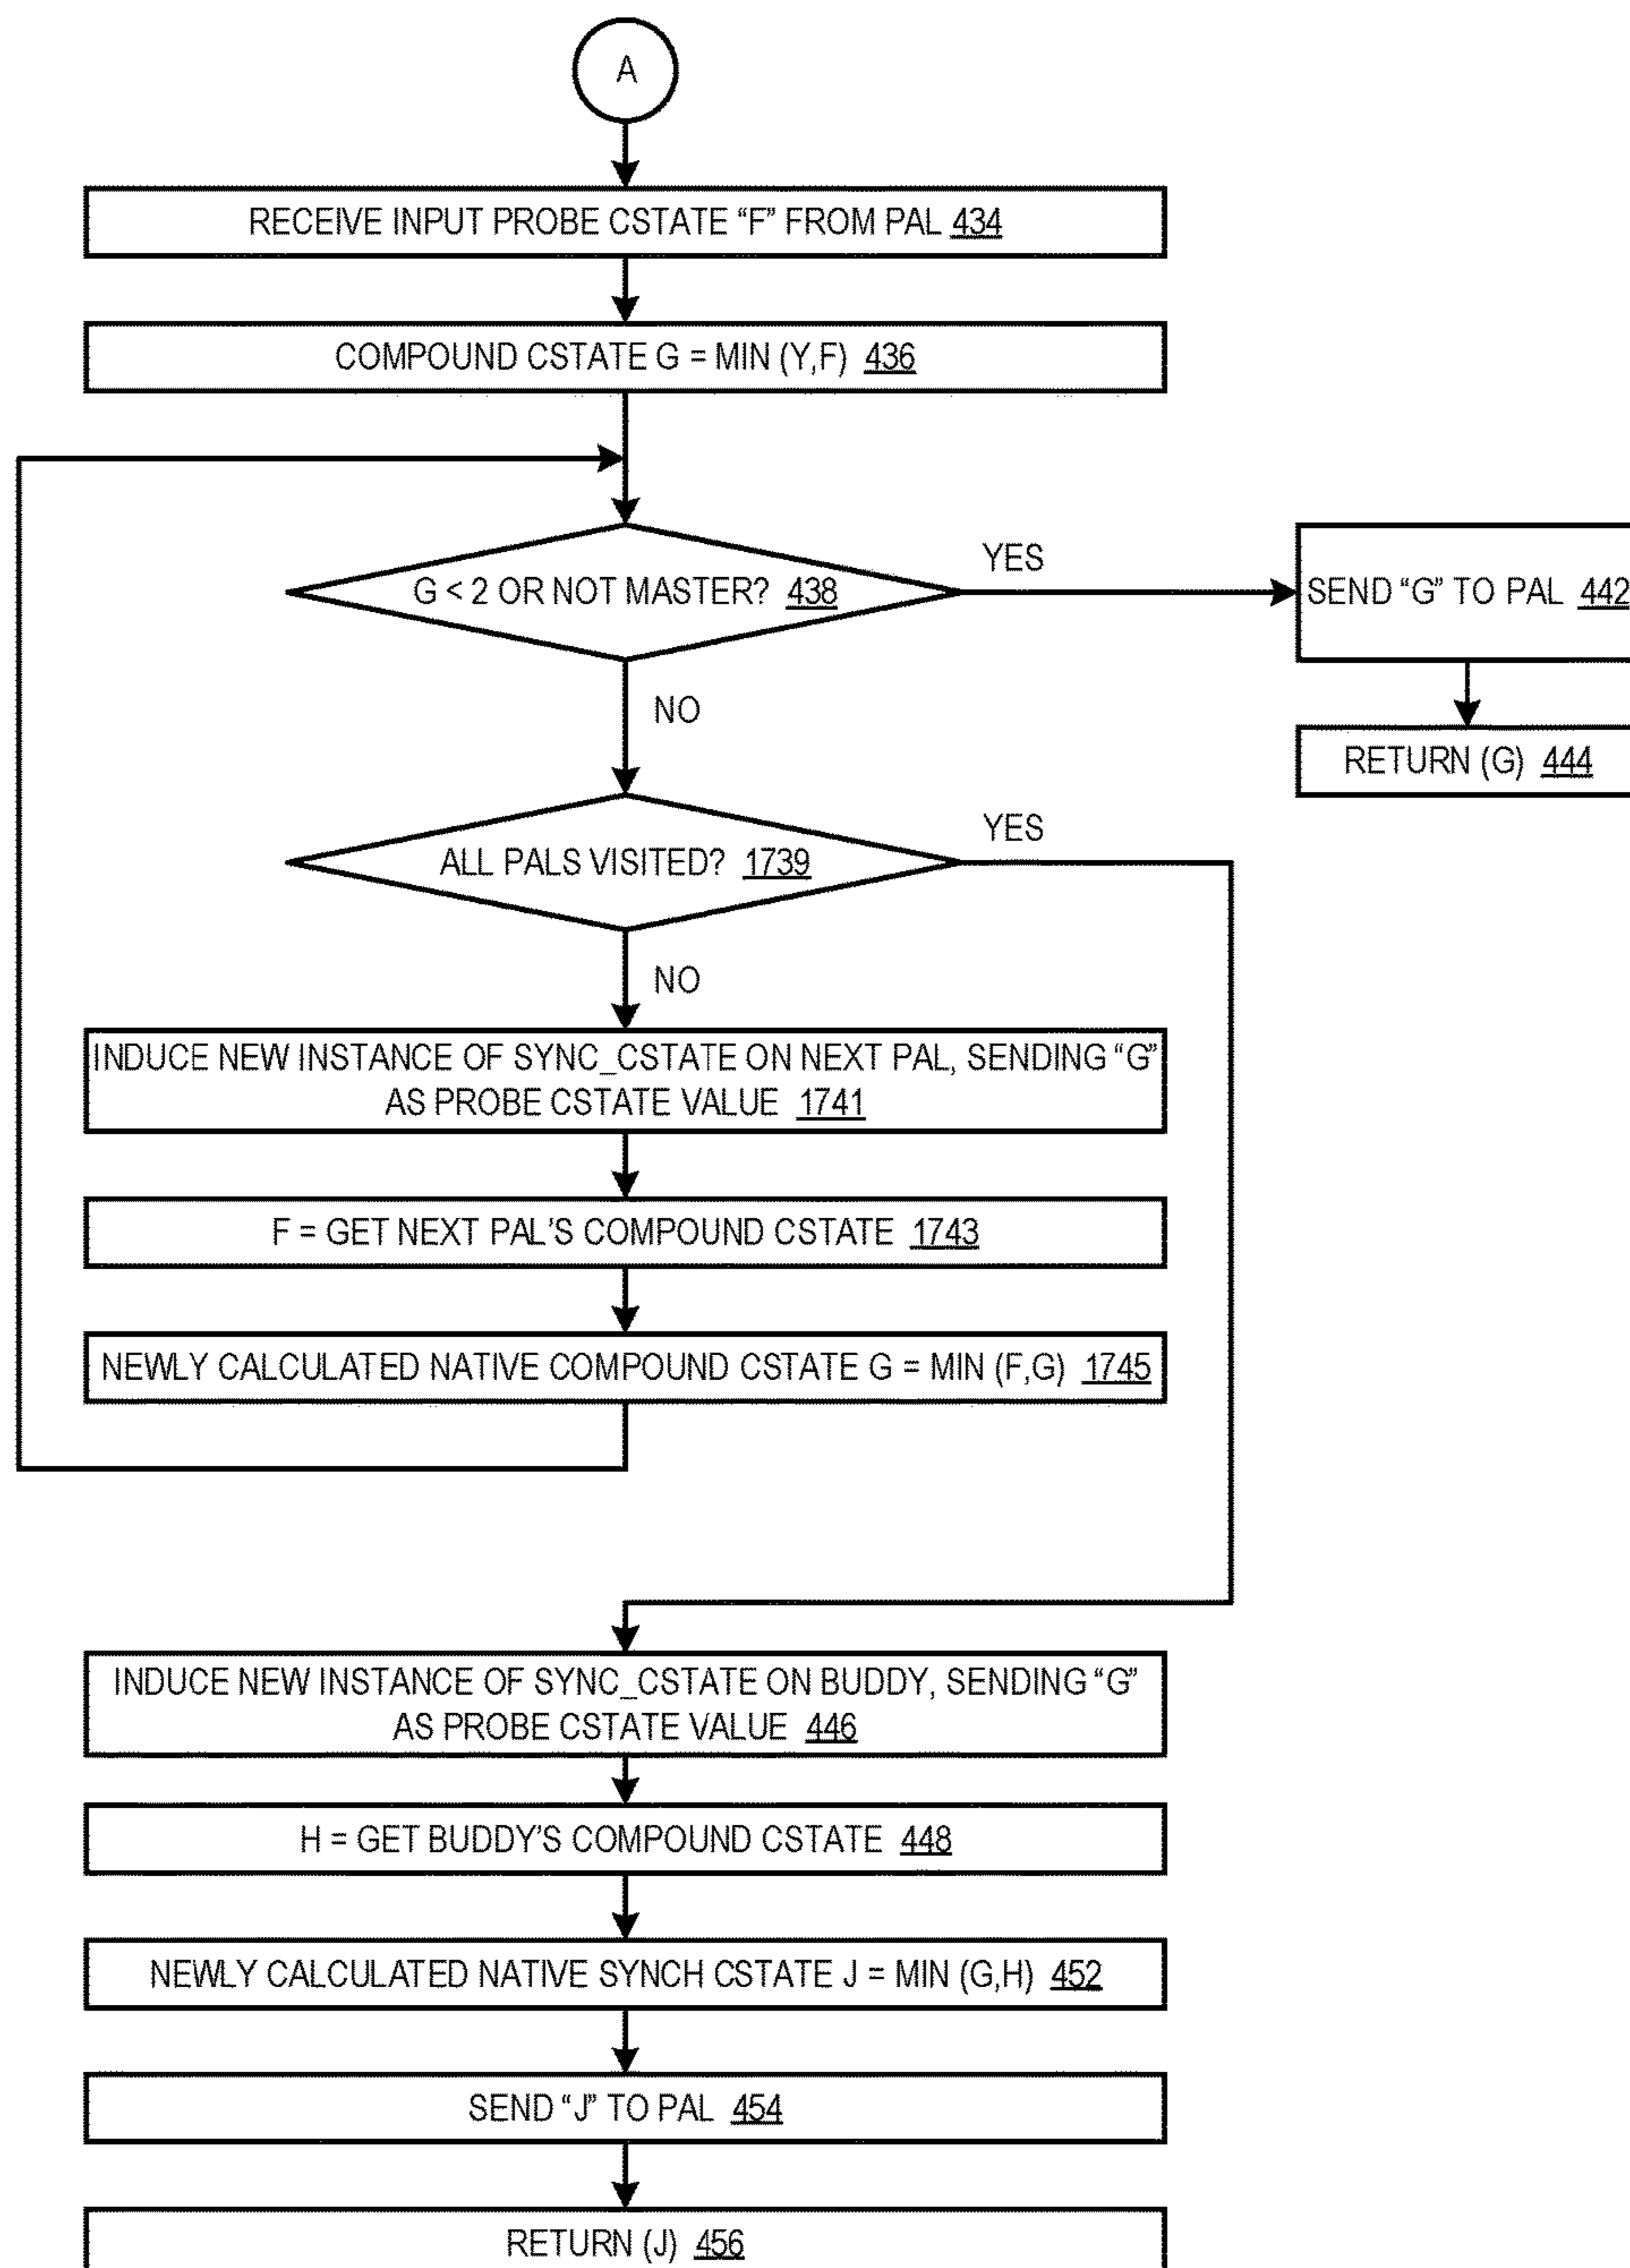 A
RECEIVE INPUT PROBE CSTATE “F” FROM PAL 434
COMPOUND CSTATE G = MIN (Y,F) 436
G < 2 OR NOT MASTER? 438
YES
SEND “G” TO PAL 442
NO
RETURN (G) 444
ALL PALS VISITED? 1739
YES
NO
INDUCE NEW INSTANCE OF SYNC_CSTATE ON NEXT PAL, SENDING “G”
AS PROBE CSTATE VALUE 1741
F = GET NEXT PAL’S COMPOUND CSTATE 1743
NEWLY CALCULATED NATIVE COMPOUND CSTATE G = MIN (F,G) 1745
INDUCE NEW INSTANCE OF SYNC_CSTATE ON BUDDY, SENDING “G”
AS PROBE CSTATE VALUE 446
H = GET BUDDY’S COMPOUND CSTATE 448
NEWLY CALCULATED NATIVE SYNCH CSTATE J = MIN (G,H) 452
SEND “J” TO PAL 454
RETURN (J) 456